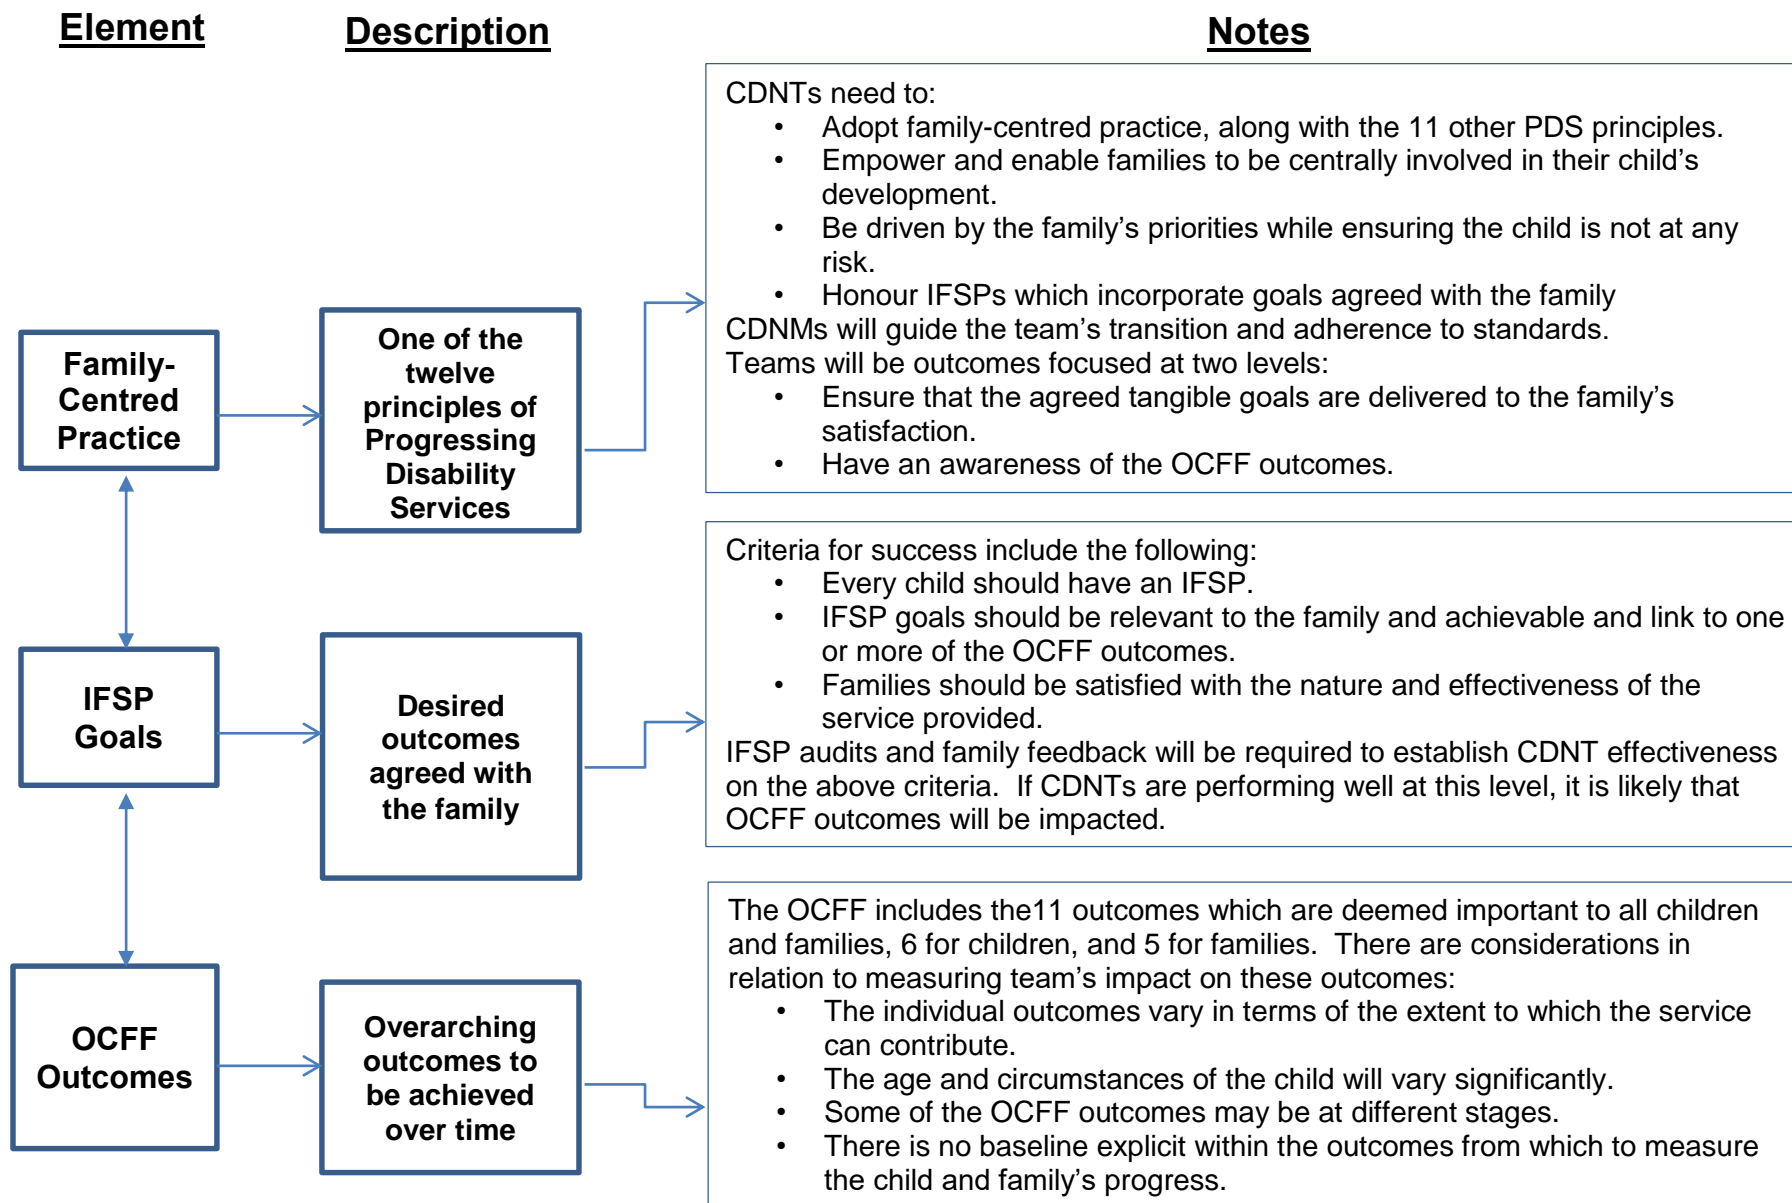 Element
Description
Notes
Family-
Centred
Practice
One of the
twelve
principles of
Progressing
Disability
Services
CDNTs need to:
• Adopt family-centred practice, along with the 11 other PDS principles.
• Empower and enable families to be centrally involved in their child’s
development.
• Be driven by the family’s priorities while ensuring the child is not at any
risk.
• Honour IFSPs which incorporate goals agreed with the family
CDNMs will guide the team’s transition and adherence to standards.
Teams will be outcomes focused at two levels:
• Ensure that the agreed tangible goals are delivered to the family’s
satisfaction.
• Have an awareness of the OCFF outcomes.
IFSP
Goals
Desired
outcomes
agreed with
the family
Criteria for success include the following:
• Every child should have an IFSP.
• IFSP goals should be relevant to the family and achievable and link to one
or more of the OCFF outcomes.
• Families should be satisfied with the nature and effectiveness of the
service provided.
IFSP audits and family feedback will be required to establish CDNT effectiveness
on the above criteria.  If CDNTs are performing well at this level, it is likely that
OCFF outcomes will be impacted.
OCFF
Outcomes
Overarching
outcomes to
be achieved
over time
The OCFF includes the11 outcomes which are deemed important to all children
and families, 6 for children, and 5 for families.  There are considerations in
relation to measuring team’s impact on these outcomes:
• The individual outcomes vary in terms of the extent to which the service
can contribute.
• The age and circumstances of the child will vary significantly.
• Some of the OCFF outcomes may be at different stages.
• There is no baseline explicit within the outcomes from which to measure
the child and family’s progress.